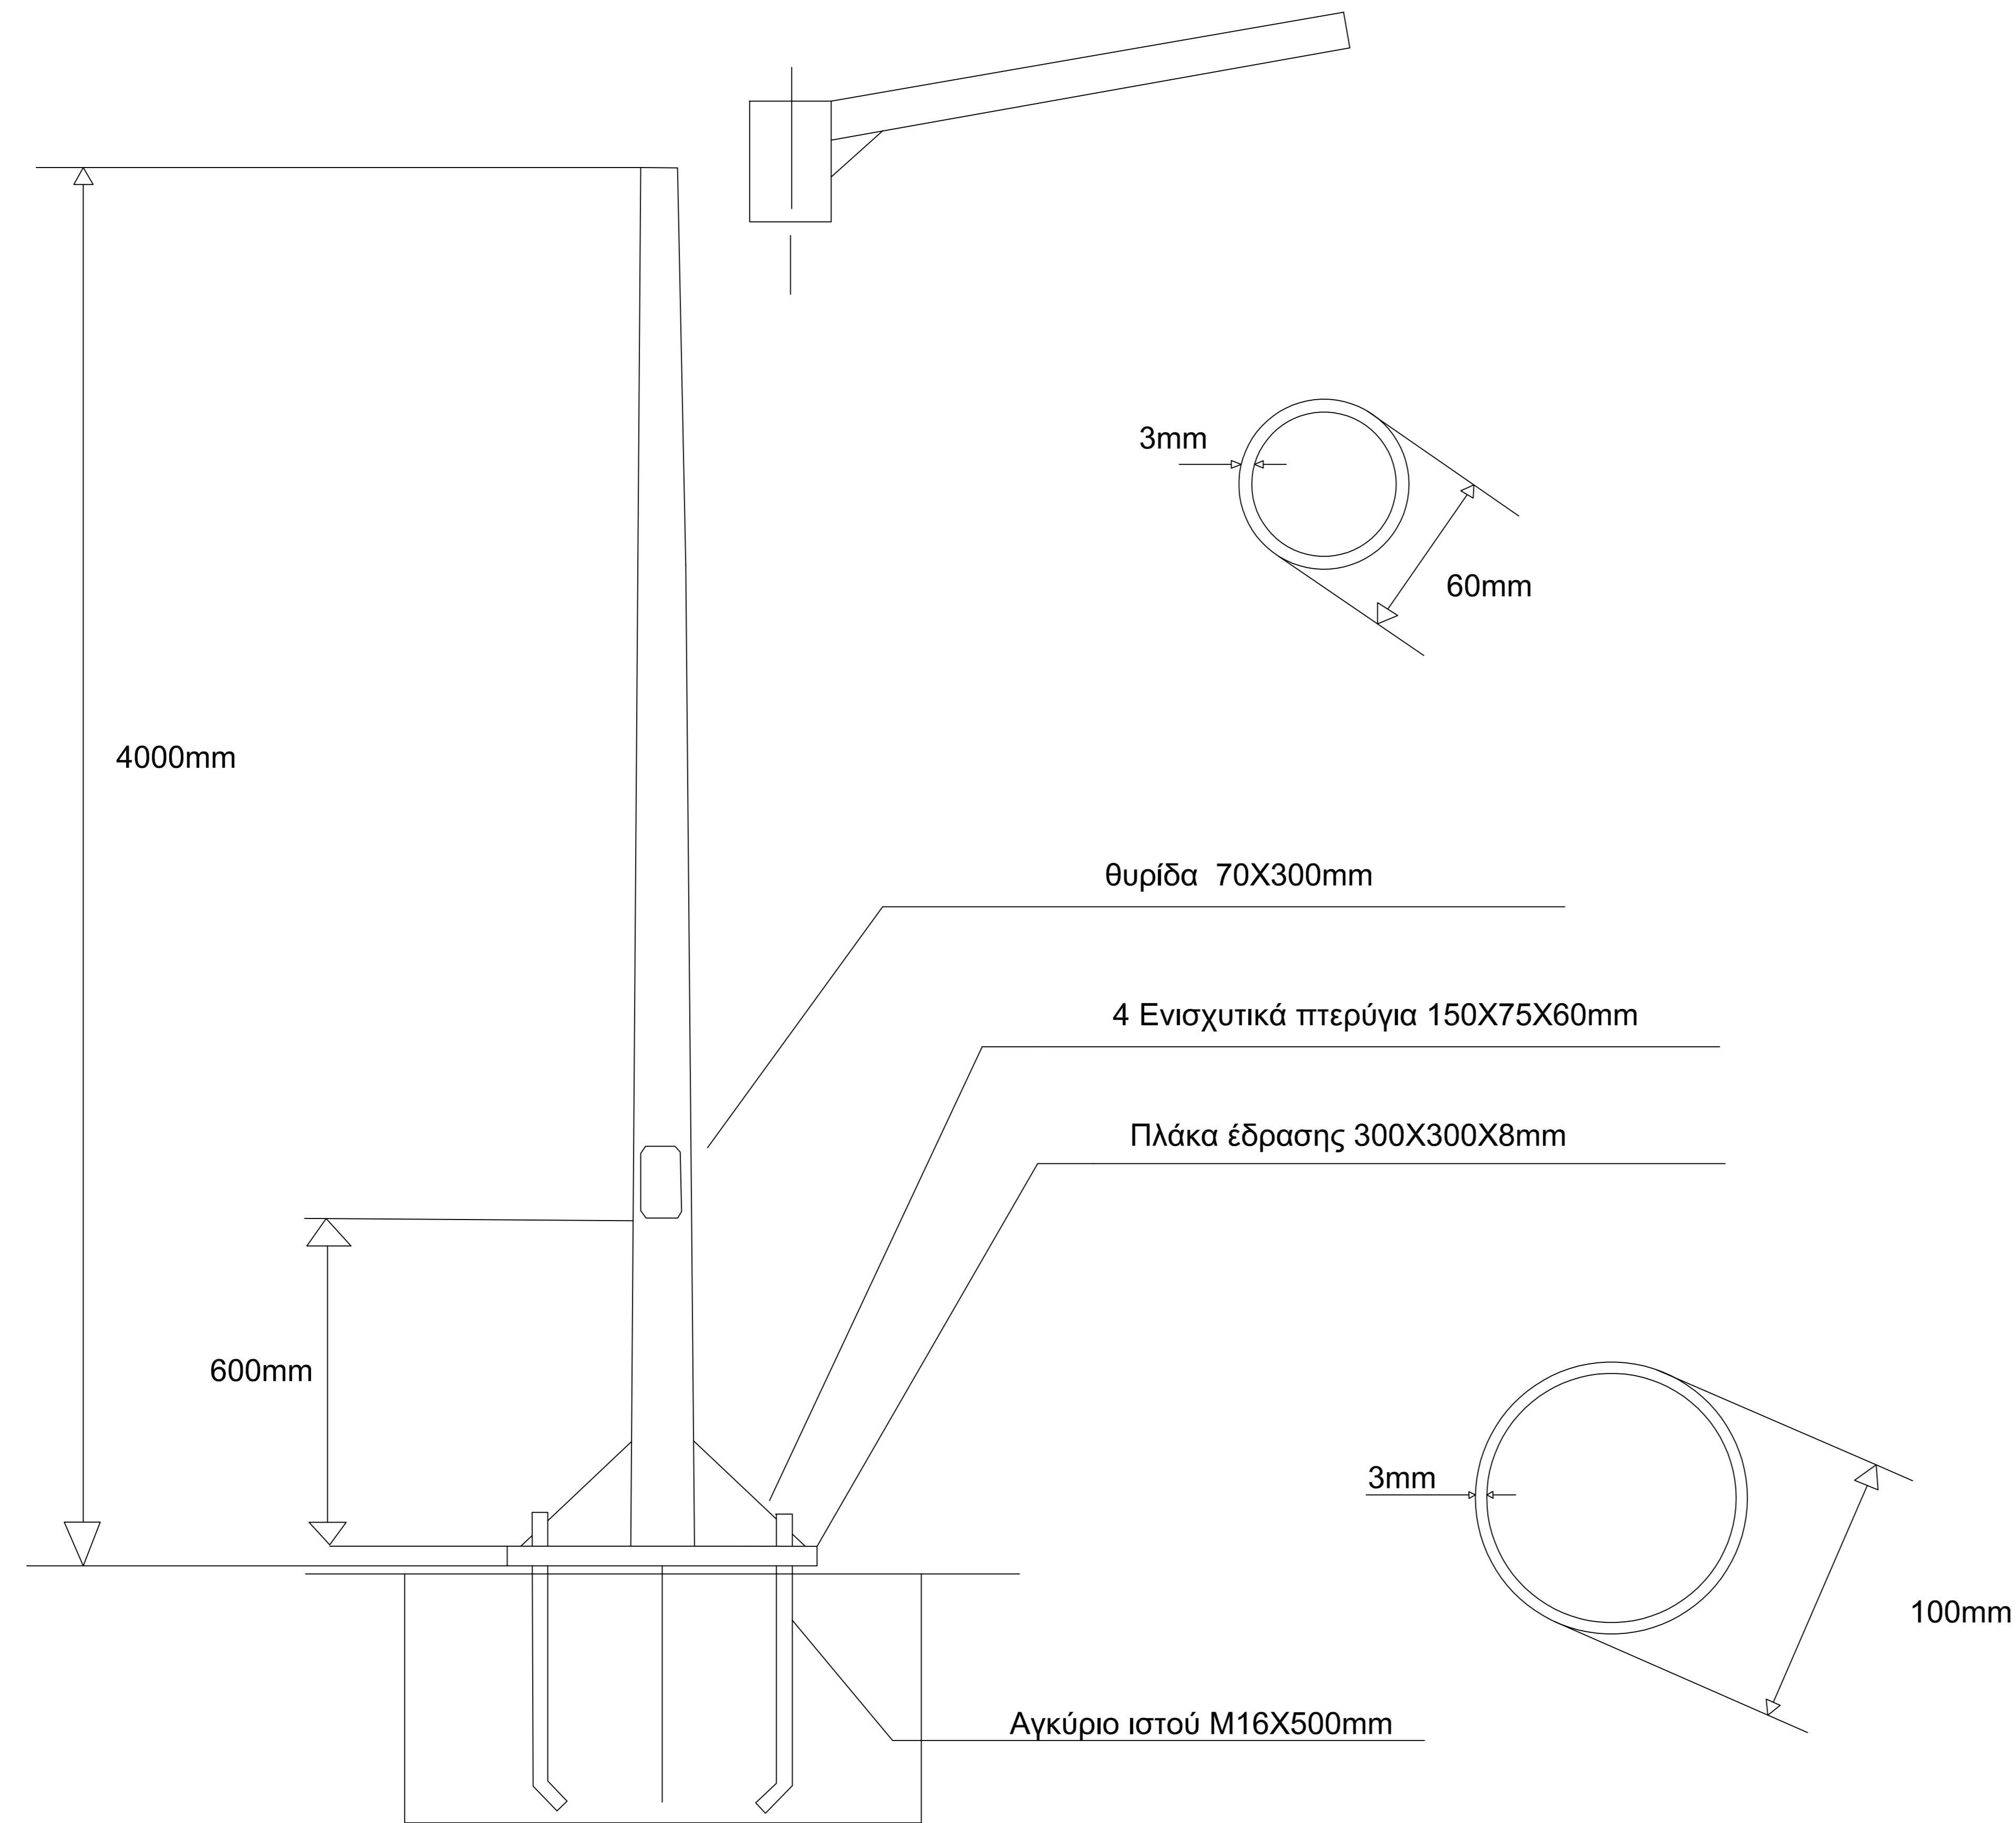 3mm
60mm
4000mm
θυρίδα 70X300mm
4 Ενισχυτικά πτερύγια 150X75X60mm
Πλάκα έδρασης 300X300X8mm
600mm
3mm
100mm
Αγκύριο ιστού M16X500mm